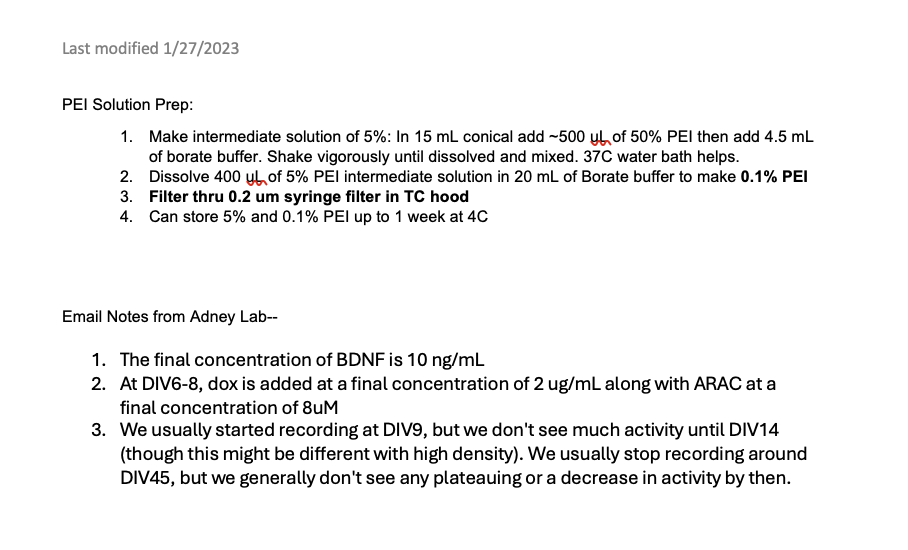 Last modified 1/27/2023
PEI Solution Prep:
1. Make intermediate solution of 5%: In 15 mL conical add ~500 uL of 50% PEI then add 4.5 mL
of borate buffer. Shake vigorously until dissolved and mixed. 37C water bath helps.
2. Dissolve 400 uL of 5% PEI intermediate solution in 20 mL of Borate buffer to make 0.1% PEI
3. Filter thru 0.2 um syringe filter in TC hood
4. Can store 5% and 0.1% PEI up to 1 week at 4C
Email Notes from Adney Lab--
1. The final concentration of BDNF is 10 ng/mL
2. At DIV6-8, dox is added at a final concentration of 2 ug/mL along with ARAC at a
final concentration of 8uM
3. We usually started recording at DIV9, but we don't see much activity until DIV14
(though this might be different with high density). We usually stop recording around
DIV45, but we generally don't see any plateauing or a decrease in activity by then.